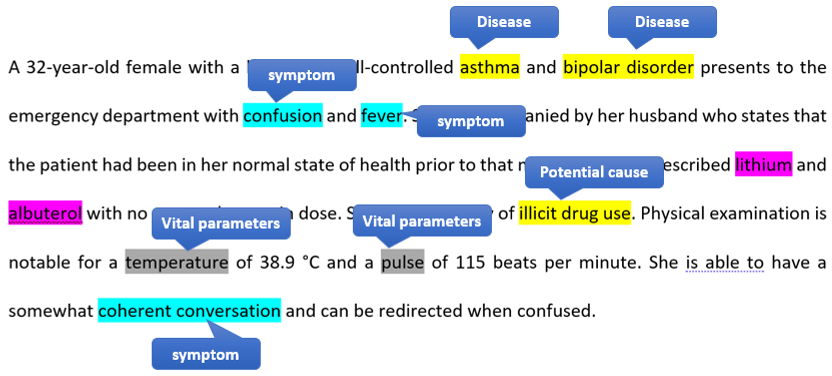 Disease Disease
A 32-year-old female with a ll-controlled asthma and bipolar disorder presents to the
symptom
emergency department with confusion and fever. anied by her husband who states that
symptom
the patient had been in her normal state of health prior to that escribed lithium and
Potential cause
albuterol with no dose. of illicit drug use. Physical examination is
Vital parameters Vital parameters
notable for a temperature of 38.9 °C and a pulse of 115 beats per minute. She is able to have a
somewhat coherent conversation and can be redirected when confused.
symptom